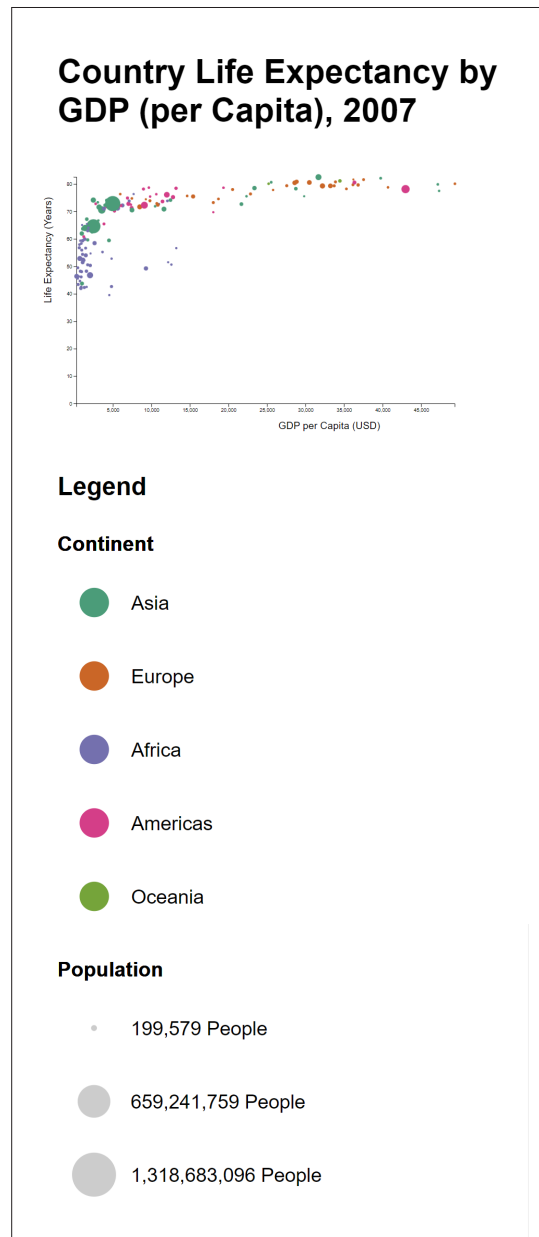 Country Life Expectancy by
GDP (per Capita), 2007
Life Expectancy (Years)
80
70
60
50
40
30
20
10
0
5,000 10,000 15,000 20,000 25,000 30,000 35,000 40,000 45,000
GDP per Capita (USD)
Legend
Continent
Asia
Europe
Africa
Americas
Oceania
Population
199,579 People
659,241,759 People
1,318,683,096 People